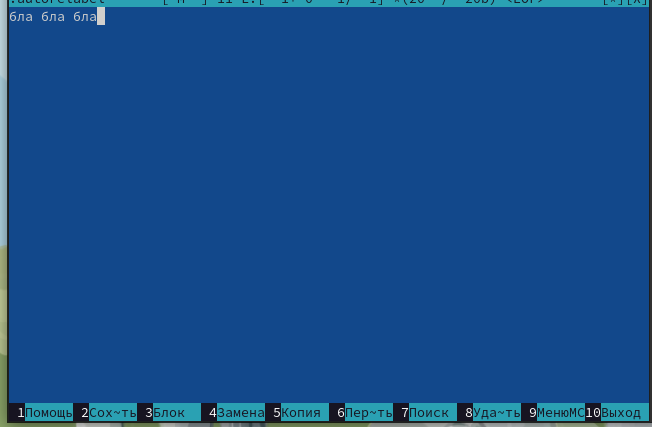 .autorelabel [-M--] 11 L:[ 1+ 0 1/ 1] *(20 / 20b) <EOF> [*][X]
бла бла бла
1Помощь 2Сох~ть 3Блок 4Замена 5Копия 6Пер~ть 7Поиск 8Уда~ть 9МенюMC 10Выход